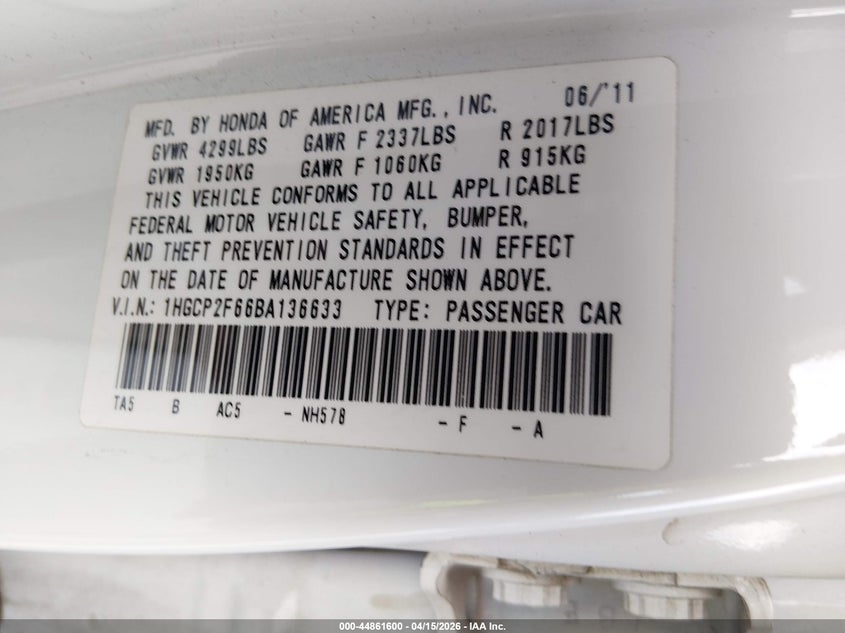 MFD. BY HONDA OF AMERICA MFG., INC. 06/'11
GVWR 4299LBS GAWR F 2337LBS R 2017LBS
GVWR 1950KG GAWR F 1060KG R 915KG
THIS VEHICLE CONFORMS TO ALL APPLICABLE
FEDERAL MOTOR VEHICLE SAFETY, BUMPER,
AND THEFT PREVENTION STANDARDS IN EFFECT
ON THE DATE OF MANUFACTURE SHOWN ABOVE.
V.I.N.: 1HGCP2F66BA136633 TYPE: PASSENGER CAR
TA5 B AC5 - NH578 - F - A
000-44861600 - 04/15/2026 - IAA Inc.